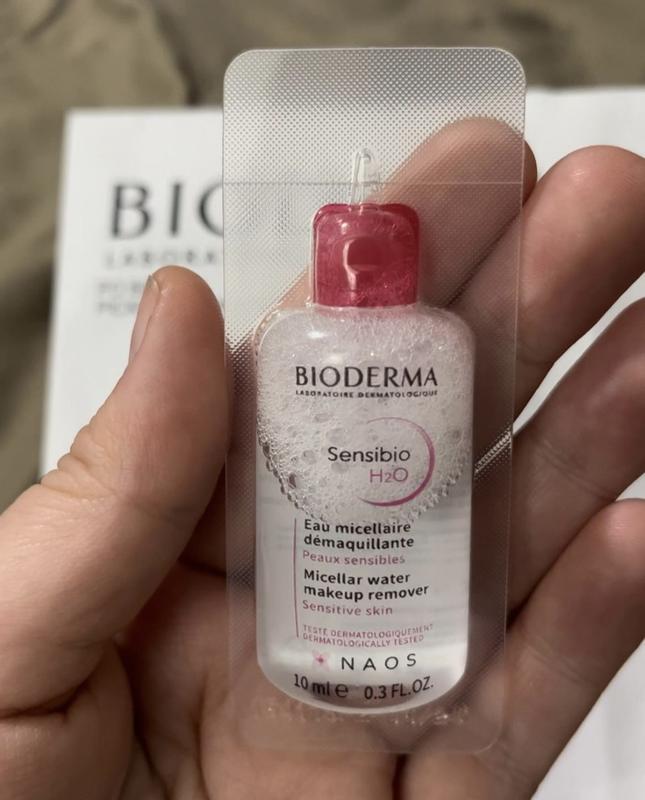 BIO
LABORA
BIODERMA
LABORATOIRE DERMATOLOGIQUE
Sensibio
H₂O
Eau micellaire
démaquillante
Peaux sensibles
Micellar water
makeup remover
Sensitive skin
TESTÉ DERMATOLOGIQUEMENT
DERMATOLOGICALLY TESTED
NAOS
10 ml e 0.3 FL.OZ.